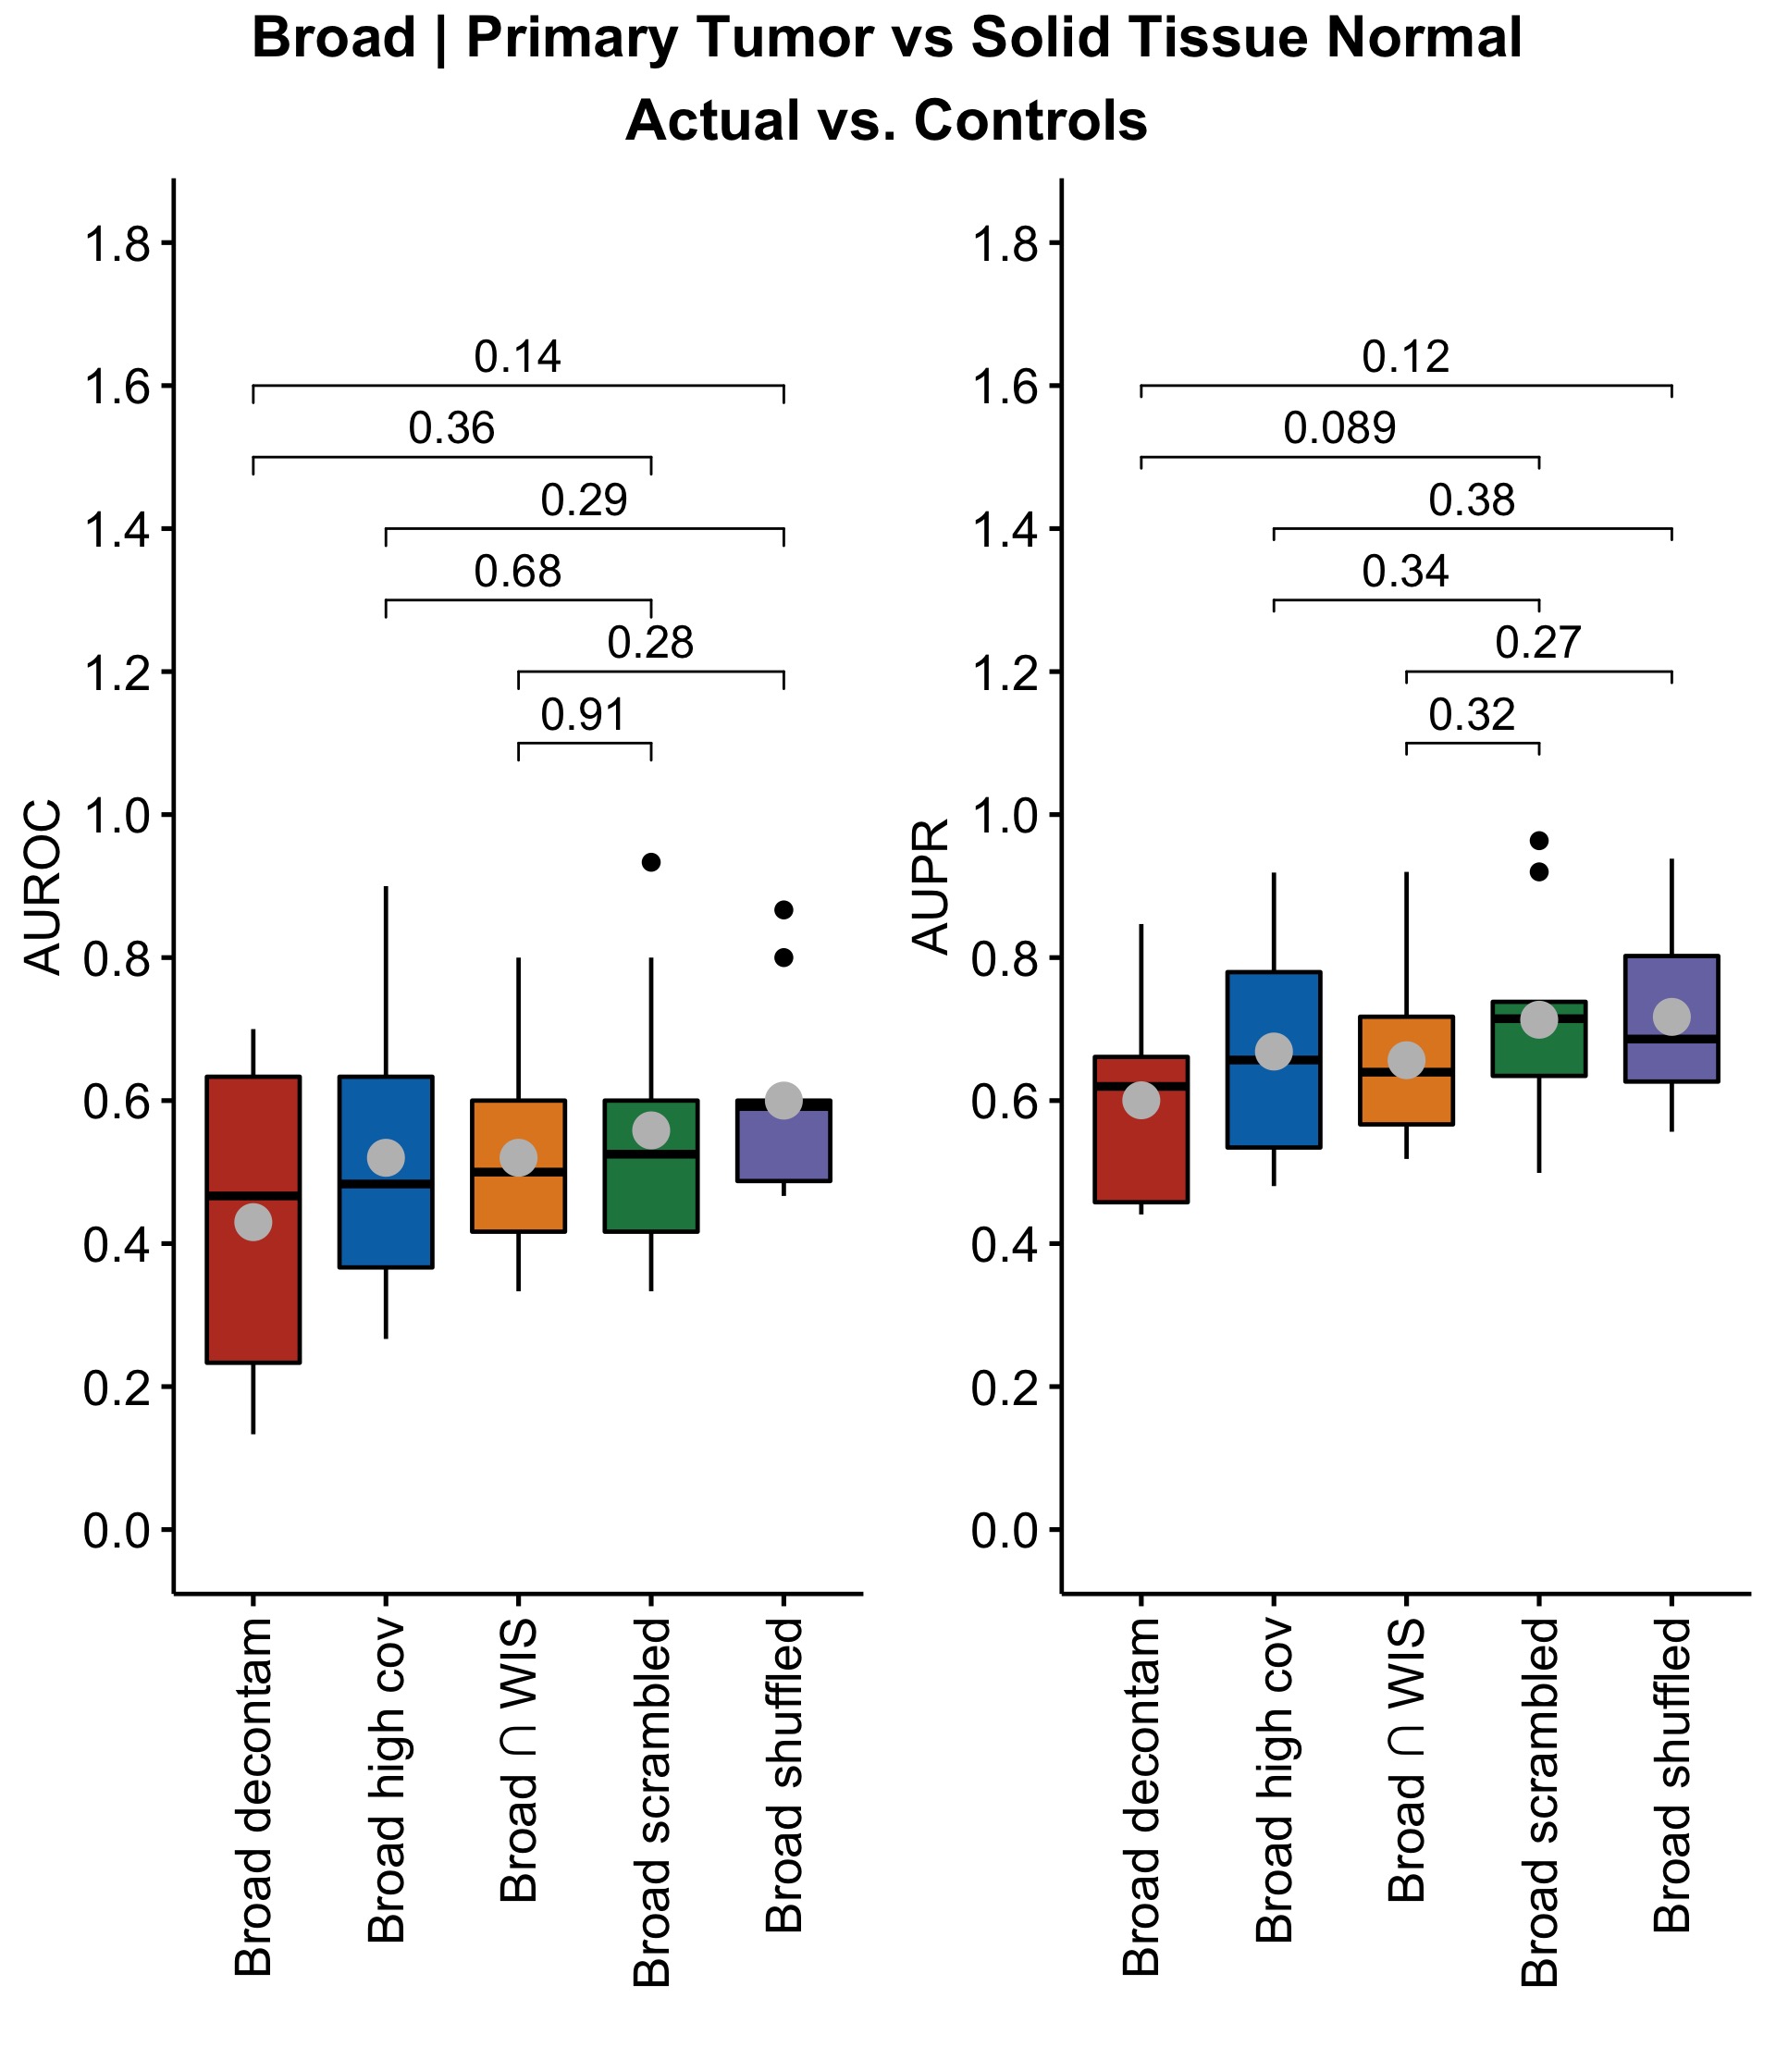 Broad | Primary Tumor vs Solid Tissue Normal
Actual vs. Controls
AUROC
1.8
1.6
1.4
1.2
1.0
0.8
0.6
0.4
0.2
0.0
0.14
0.36
0.29
0.68
0.28
0.91
Broad decontam
Broad high cov
Broad ∩ WIS
Broad scrambled
Broad shuffled
AUPR
1.8
1.6
1.4
1.2
1.0
0.8
0.6
0.4
0.2
0.0
0.12
0.089
0.38
0.34
0.27
0.32
Broad decontam
Broad high cov
Broad ∩ WIS
Broad scrambled
Broad shuffled